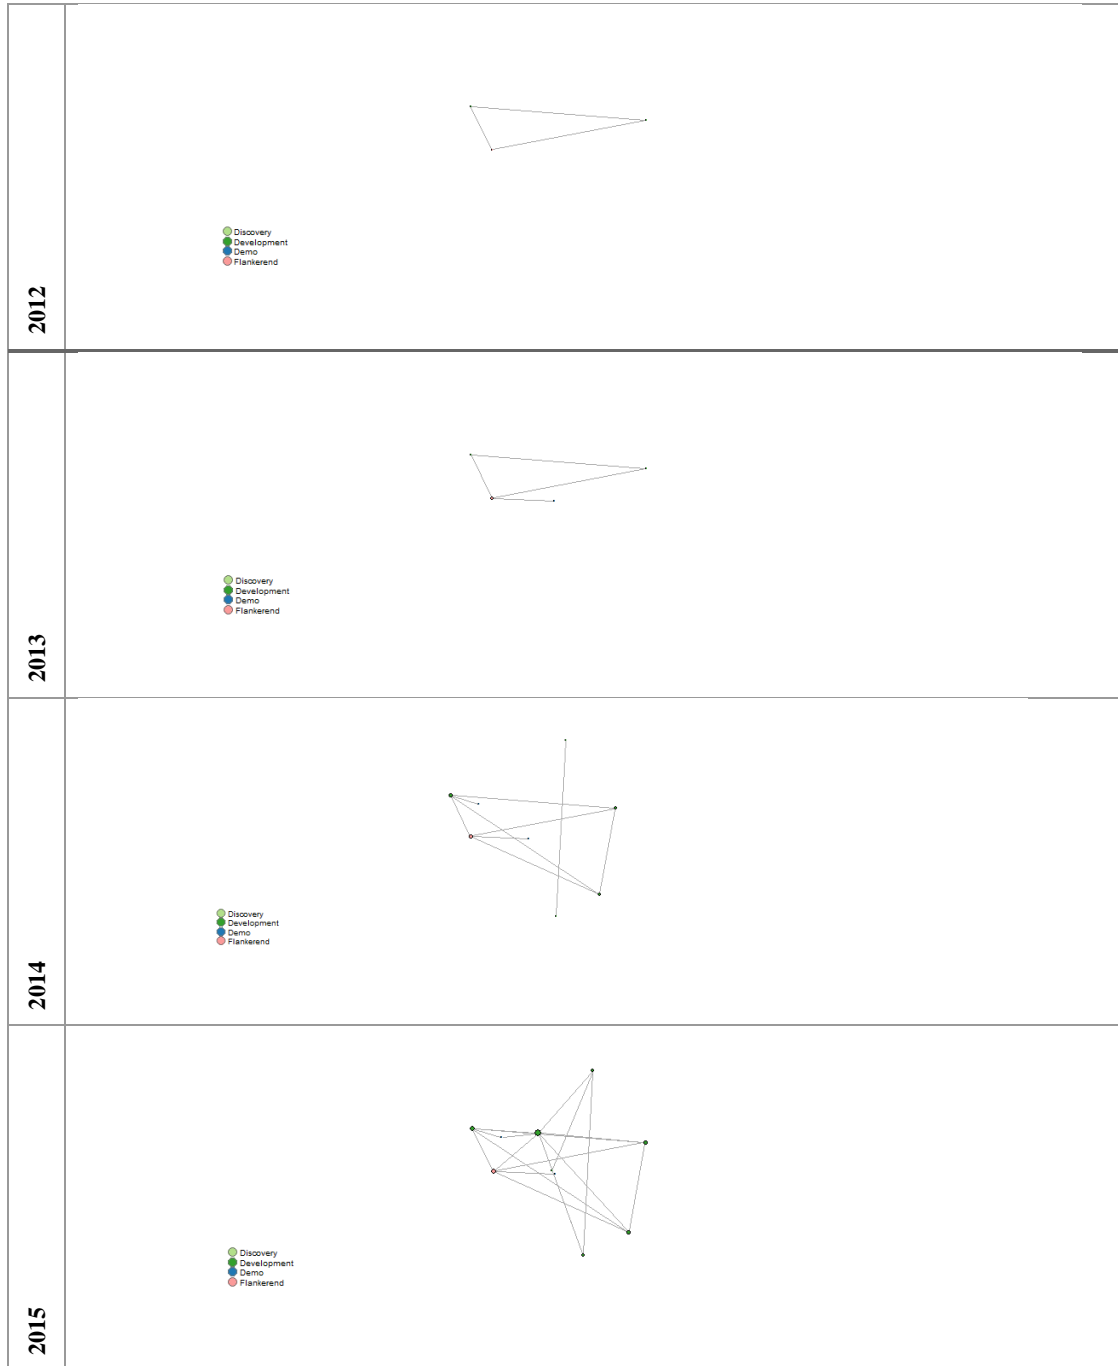 Discovery
Development
Demo
Flankerend
2012
Discovery
Development
Demo
Flankerend
2013
Discovery
Development
Demo
Flankerend
2014
Discovery
Development
Demo
Flankerend
2015